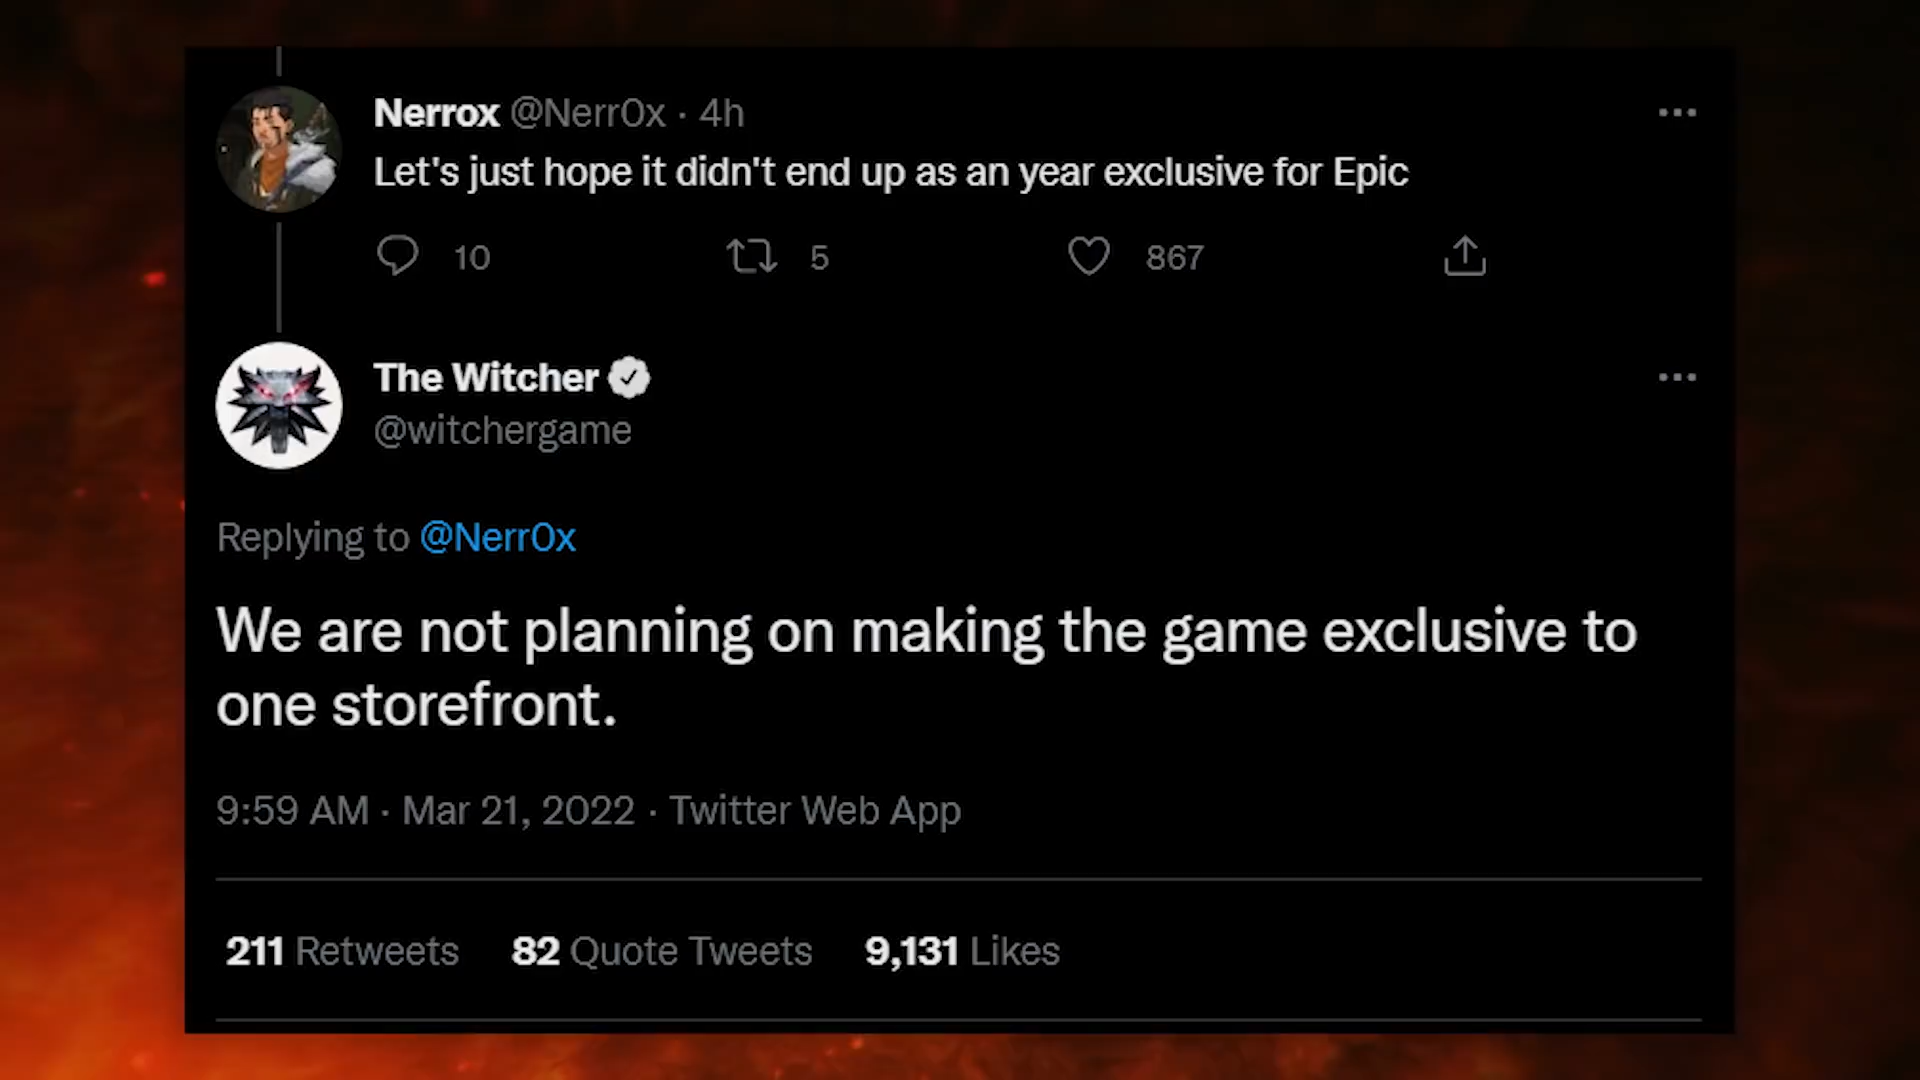 Nerrox @Nerr0x · 4h
Let's just hope it didn't end up as an year exclusive for Epic
10 5 867
The Witcher
@witchergame
Replying to @Nerr0x
We are not planning on making the game exclusive to
one storefront.
9:59 AM · Mar 21, 2022 · Twitter Web App
211 Retweets 82 Quote Tweets 9,131 Likes